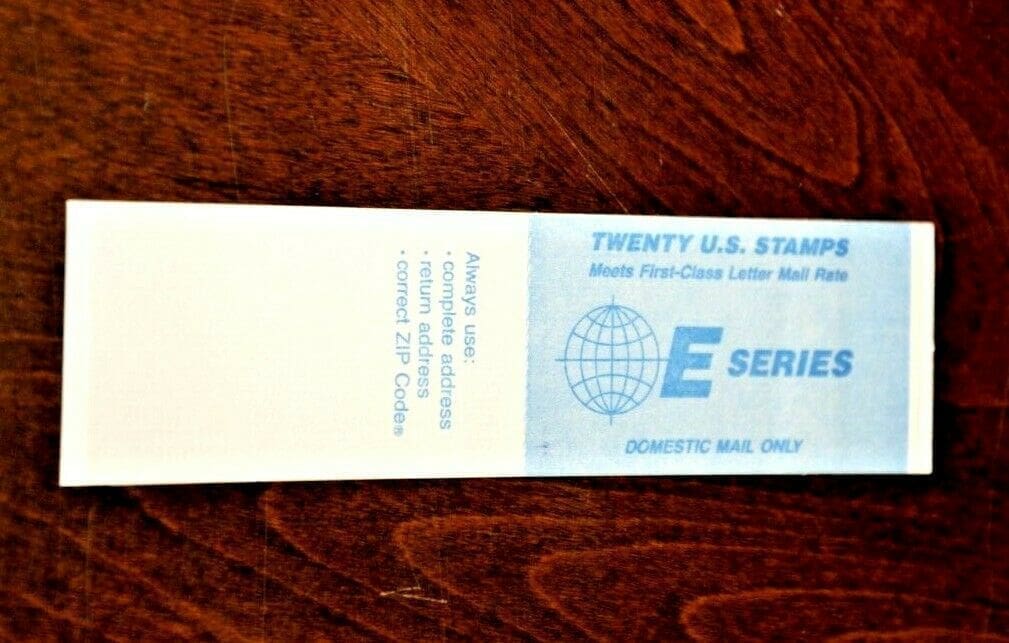 Always use:
• complete address
• return address
• correct ZIP Code®
TWENTY U.S. STAMPS
Meets First-Class Letter Mail Rate
E SERIES
DOMESTIC MAIL ONLY